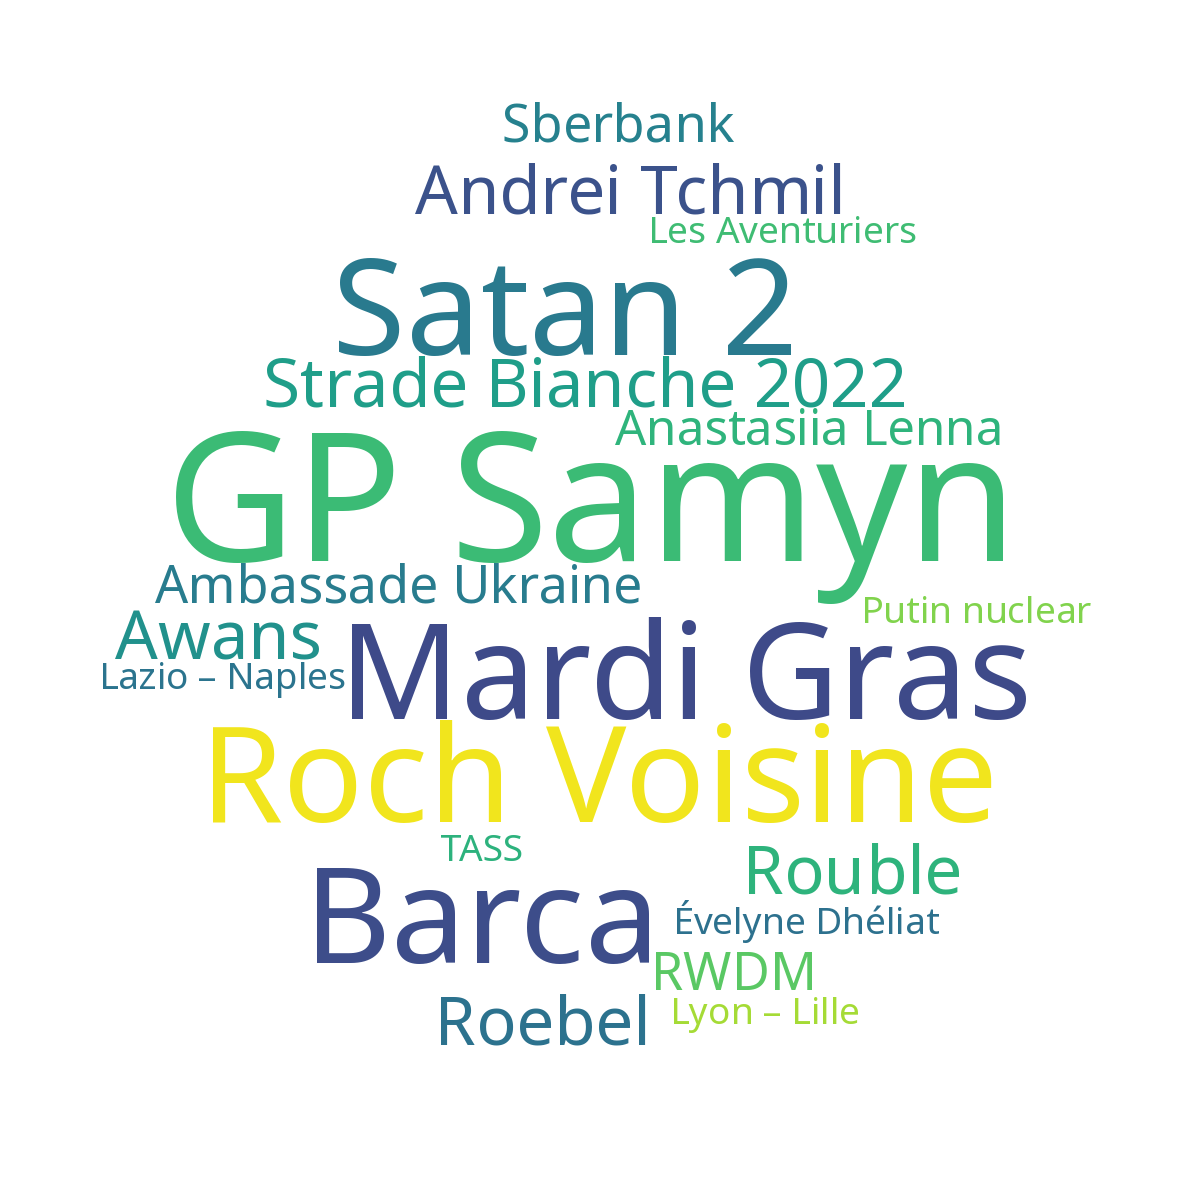 Sberbank
Andrei Tchmil
Les Aventuriers
Satan 2
Strade Bianche 2022
Anastasiia Lenna
GP Samyn
Ambassade Ukraine
Putin nuclear
Awans
Mardi Gras
Lazio – Naples
Roch Voisine
TASS
Rouble
Barca
Évelyne Dhéliat
RWDM
Roebel
Lyon – Lille